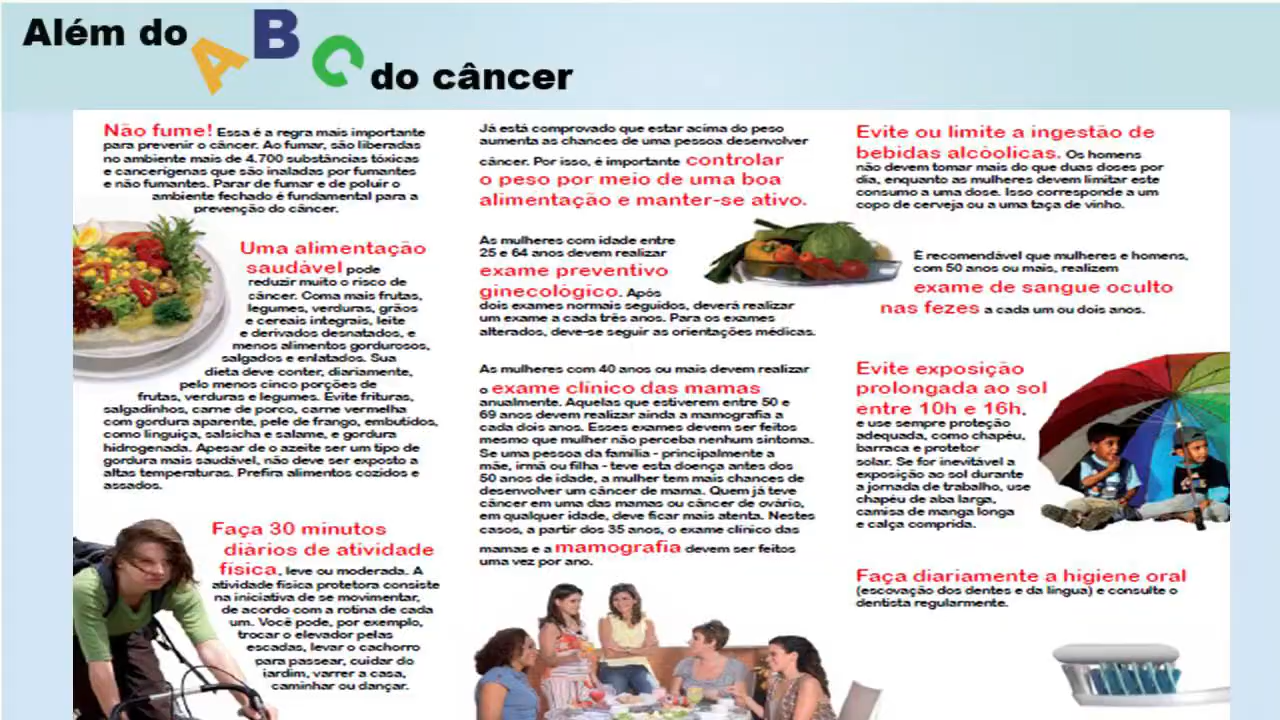 Além do ABC do câncer
Não fume! Essa é a regra mais importante
para prevenir o câncer. Ao fumar, são liberadas
no ambiente mais de 4.700 substâncias tóxicas
e cancerígenas que são inaladas por fumantes
e não fumantes. Parar de fumar e de poluir o
ambiente fechado é fundamental para a
prevenção do câncer.
Uma alimentação
saudável pode
reduzir muito o risco de
câncer. Coma mais frutas,
legumes, verduras, grãos
e cereais integrais, leite
e derivados desnatados, e
menos alimentos gordurosos,
salgados e enlatados. Sua
dieta deve conter, diariamente,
pelo menos cinco porções de
frutas, verduras e legumes. Evite frituras,
salgadinhos, carne de porco, carne vermelha
com gordura aparente, pele de frango, embutidos,
como linguiça, salsicha e salame, e gordura
hidrogenada. Apesar de o azeite ser um tipo de
gordura mais saudável, não deve ser exposto a
altas temperaturas. Prefira alimentos cozidos e
assados.
Faça 30 minutos
diários de atividade
física, leve ou moderada. A
atividade física protetora consiste
na iniciativa de se movimentar,
de acordo com a rotina de cada
um. Você pode, por exemplo,
trocar o elevador pelas
escadas, levar o cachorro
para passear, cuidar do
jardim, varrer a casa,
caminhar ou dançar.
Já está comprovado que estar acima do peso
aumenta as chances de uma pessoa desenvolver
câncer. Por isso, é importante controlar
o peso por meio de uma boa
alimentação e manter-se ativo.
As mulheres com idade entre
25 e 64 anos devem realizar
exame preventivo
ginecológico. Após
dois exames normais seguidos, deverá realizar
um exame a cada três anos. Para os exames
alterados, deve-se seguir as orientações médicas.
As mulheres com 40 anos ou mais devem realizar
o exame clínico das mamas
anualmente. Aquelas que estiverem entre 50 e
69 anos devem realizar ainda a mamografia a
cada dois anos. Esses exames devem ser feitos
mesmo que mulher não perceba nenhum sintoma.
Se uma pessoa da família - principalmente a
mãe, irmã ou filha - teve esta doença antes dos
50 anos de idade, a mulher tem mais chances de
desenvolver um câncer de mama. Quem já teve
câncer em uma das mamas ou câncer de ovário,
em qualquer idade, deve ficar mais atenta. Nestes
casos, a partir dos 35 anos, o exame clínico das
mamas e a mamografia devem ser feitos
uma vez por ano.
Evite ou limite a ingestão de
bebidas alcóolicas. Os homens
não devem tomar mais do que duas doses por
dia, enquanto as mulheres devem limitar este
consumo a uma dose. Isso corresponde a um
copo de cerveja ou a uma taça de vinho.
É recomendável que mulheres e homens,
com 50 anos ou mais, realizem
exame de sangue oculto
nas fezes a cada um ou dois anos.
Evite exposição
prolongada ao sol
entre 10h e 16h,
e use sempre proteção
adequada, como chapéu,
barraca e protetor
solar. Se for inevitável a
exposição ao sol durante
a jornada de trabalho, use
chapéu de aba larga,
camisa de manga longa
e calça comprida.
Faça diariamente a higiene oral
(escovação dos dentes e da língua) e consulte o
dentista regularmente.